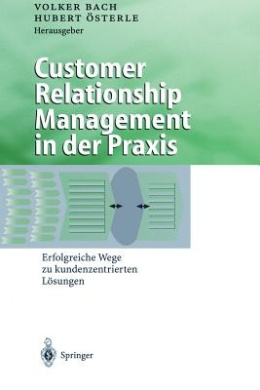 VOLKER BACH
HUBERT ÖSTERLE
Herausgeber
Customer
Relationship
Management
in der Praxis
Erfolgreiche Wege
zu kundenzentrierten
Lösungen
Springer